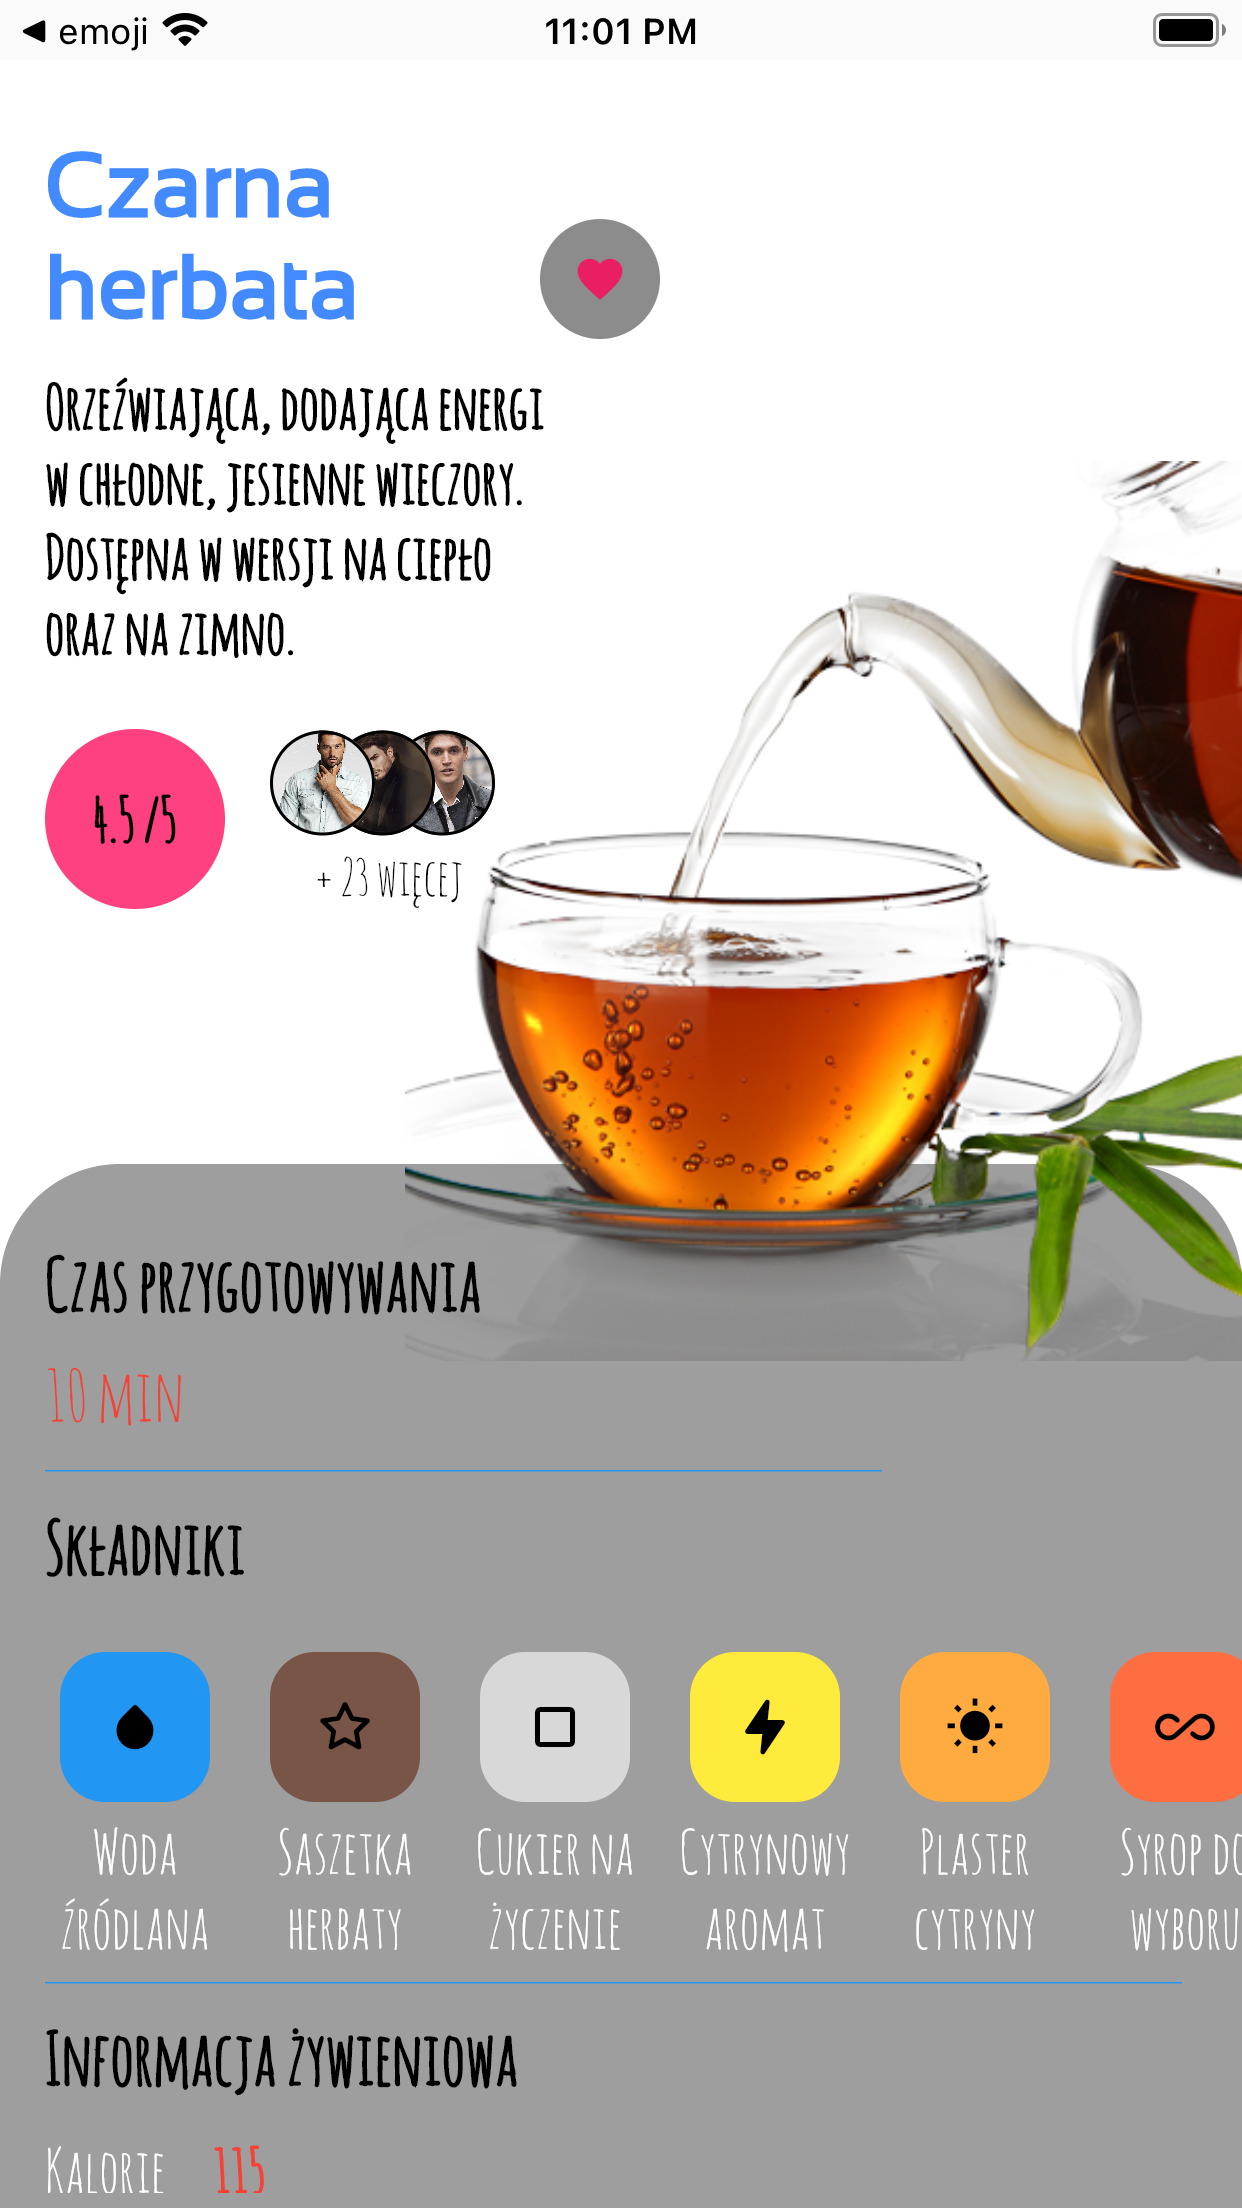 emoji
11:01 PM
Czarna
herbata
Orzeźwiająca, dodająca energi
w chłodne, jesienne wieczory.
Dostępna w wersji na ciepło
oraz na zimno.
4.5 /5
+ 23 więcej
Czas przygotowywania
10 min
Składniki
Woda źródlana
Saszetka herbaty
Cukier na życzenie
Cytrynowy aromat
Plaster cytryny
Syrop do wyboru
Informacja żywieniowa
Kalorie 115